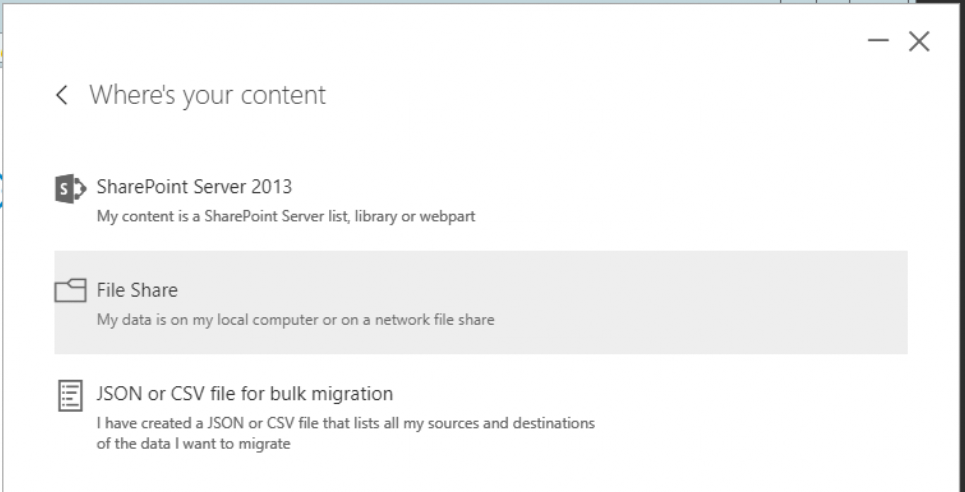 Where's your content
SharePoint Server 2013
My content is a SharePoint Server list, library or webpart
File Share
My data is on my local computer or on a network file share
JSON or CSV file for bulk migration
I have created a JSON or CSV file that lists all my sources and destinations
of the data I want to migrate